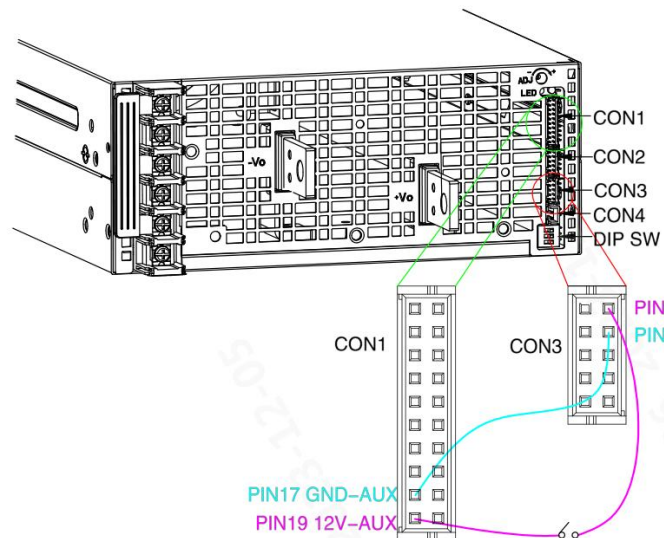 ADJ
- +
LED
CON1
CON2
CON3
CON4
DIP SW
-Vo
+Vo
CON1
CON3
PIN
PIN
PIN17 GND-AUX
PIN19 12V-AUX